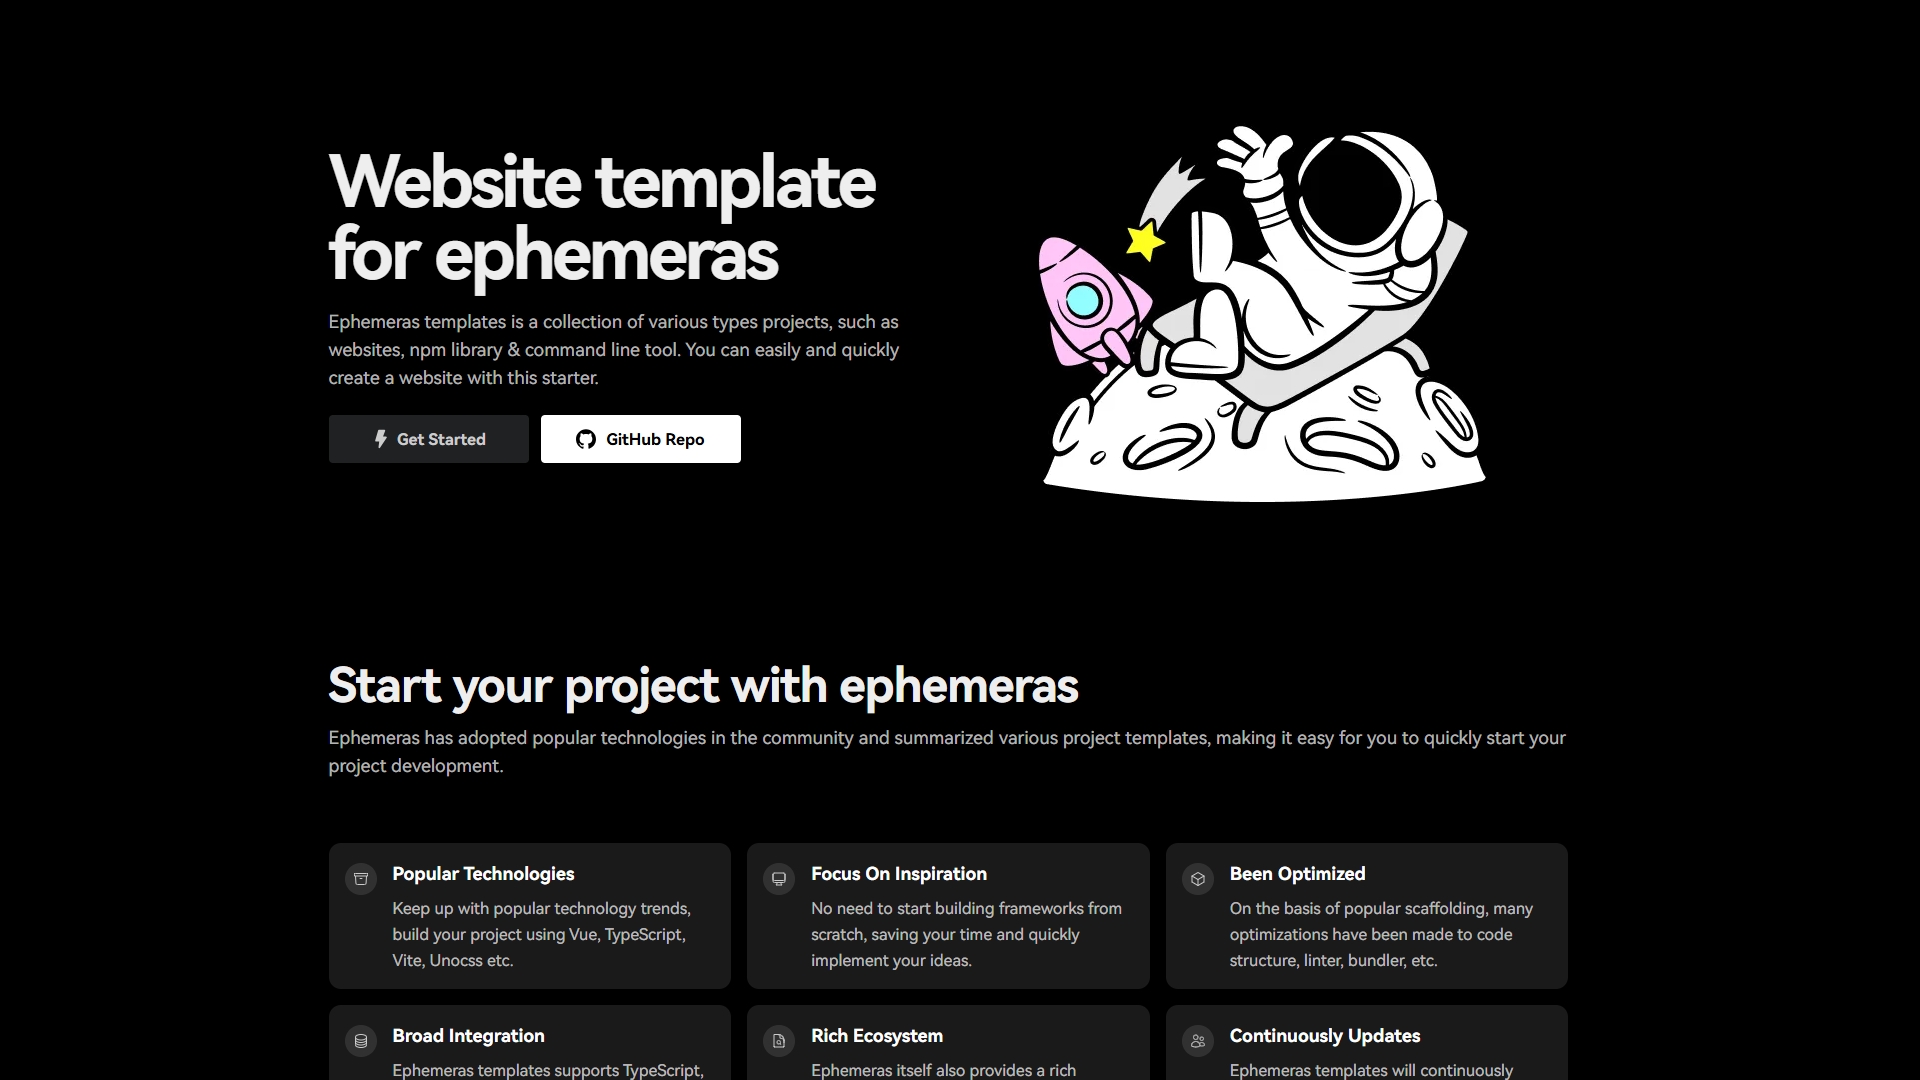 Website template
for ephemeras
Ephemeras templates is a collection of various types projects, such as
websites, npm library & command line tool. You can easily and quickly
create a website with this starter.
Get Started
GitHub Repo
Start your project with ephemeras
Ephemeras has adopted popular technologies in the community and summarized various project templates, making it easy for you to quickly start your
project development.
Popular Technologies
Keep up with popular technology trends,
build your project using Vue, TypeScript,
Vite, Unocss etc.
Focus On Inspiration
No need to start building frameworks from
scratch, saving your time and quickly
implement your ideas.
Been Optimized
On the basis of popular scaffolding, many
optimizations have been made to code
structure, linter, bundler, etc.
Broad Integration
Ephemeras templates supports TypeScript,
Rich Ecosystem
Ephemeras itself also provides a rich
Continuously Updates
Ephemeras templates will continuously